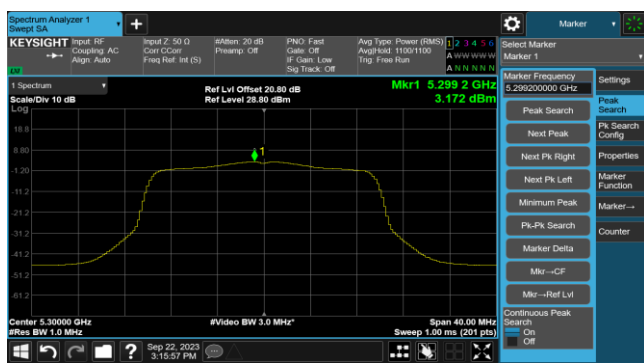 Spectrum Analyzer 1
Swept SA
Marker
KEYSIGHT
Input: RF
Coupling: AC
Align: Auto
Input Z: 50 Ω
Corr CCorr
Freq Ref: Int (S)
#Atten: 20 dB
Preamp: Off
PNO: Fast
Gate: Off
IF Gain: Low
Sig Track: Off
Avg Type: Power (RMS)
Avg|Hold: 1100/1100
Trig: Free Run
1 2 3 4 5 6
A W W W W W
A N N N N N
LXI
Select Marker
Marker 1
1 Spectrum
Scale/Div 10 dB
Ref Lvl Offset 20.80 dB
Ref Level 28.80 dBm
Mkr1 5.299 2 GHz
3.172 dBm
Log
18.8
8.80
-1.20
-11.2
-21.2
-31.2
-41.2
-51.2
-61.2
1
Center 5.30000 GHz
#Res BW 1.0 MHz
#Video BW 3.0 MHz*
Span 40.00 MHz
Sweep 1.00 ms (201 pts)
Marker Frequency
5.299200000 GHz
Peak Search
Next Peak
Next Pk Right
Next Pk Left
Minimum Peak
Pk-Pk Search
Marker Delta
Mkr→CF
Mkr→Ref Lvl
Continuous Peak
Search
On
Off
Settings
Peak
Search
Pk Search
Config
Properties
Marker
Function
Marker→
Counter
?
Sep 22, 2023
3:15:57 PM